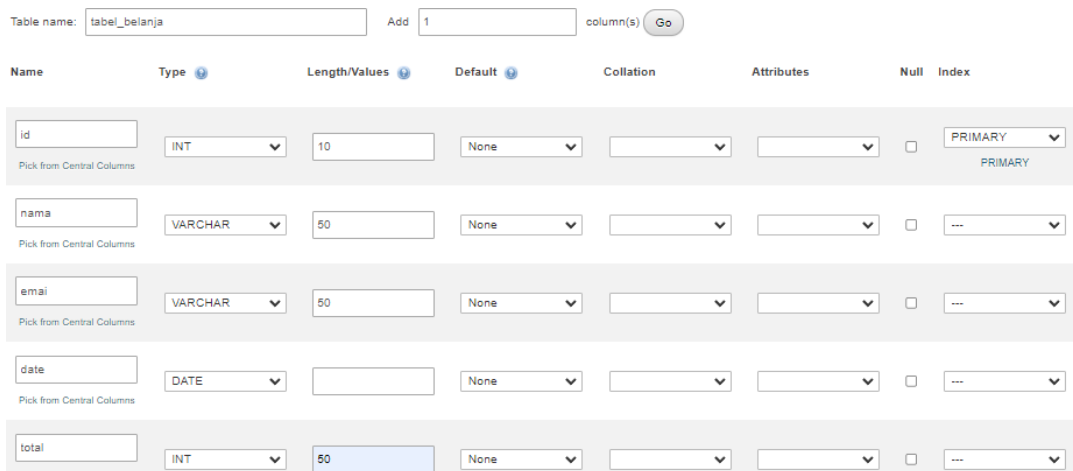 Table name: tabel_belanja Add 1 column(s) Go
Name Type Length/Values Default Collation Attributes Null Index
id INT 10 None PRIMARY
Pick from Central Columns PRIMARY
nama VARCHAR 50 None ---
Pick from Central Columns
emai VARCHAR 50 None ---
Pick from Central Columns
date DATE None ---
Pick from Central Columns
total INT 50 None ---